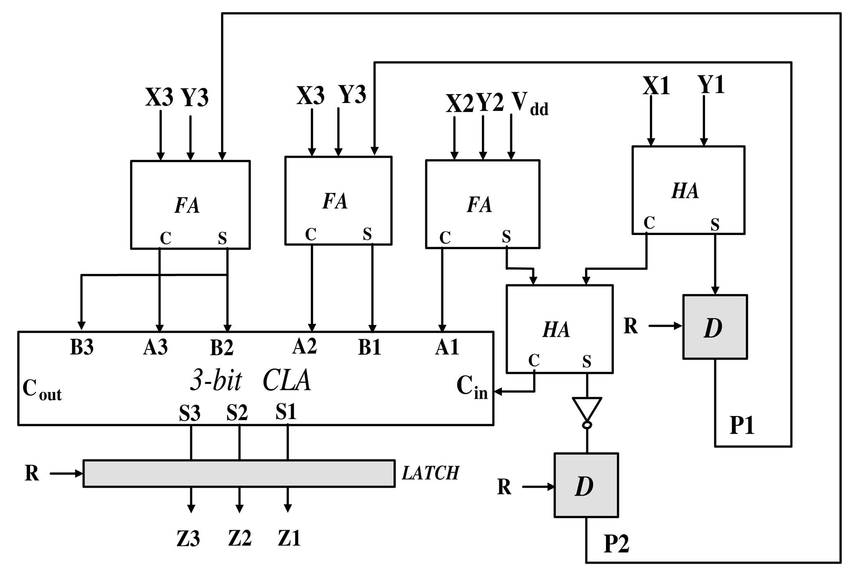 X3 Y3
X3 Y3
X2 Y2 Vdd
X1 Y1
FA
C S
FA
C S
FA
C S
HA
C S
HA
C S
R
D
P1
B3 A3 B2 A2 B1 A1
Cout
3-bit CLA
Cin
S3 S2 S1
R
LATCH
R
D
Z3 Z2 Z1
P2